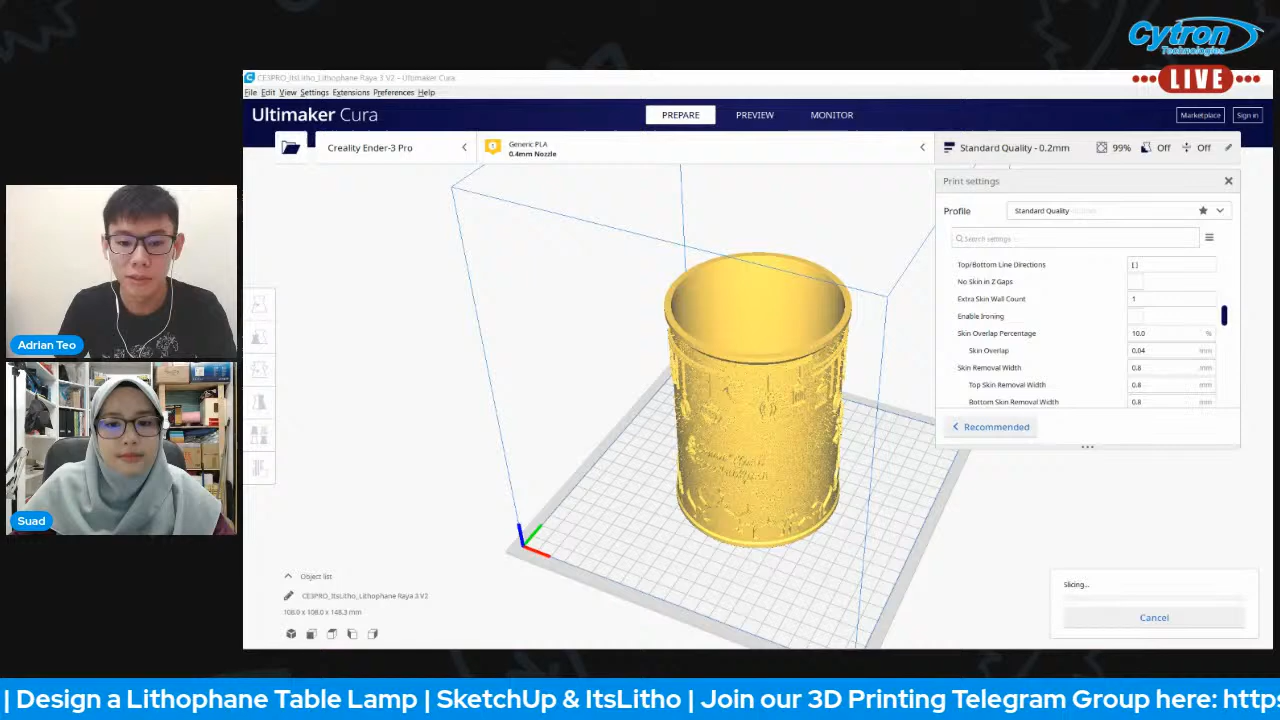 Cytron
Technologies
LIVE
CE3PRO_ItsLitho_Lithophane Raya 3 V2 - Ultimaker Cura
File Edit View Settings Extensions Preferences Help
Ultimaker Cura
PREPARE
PREVIEW
MONITOR
Marketplace
Sign in
Creality Ender-3 Pro
Generic PLA
0.4mm Nozzle
Standard Quality - 0.2mm
99%
Off
Off
Print settings
Profile
Standard Quality
Search settings
Top/Bottom Line Directions
[ ]
No Skin in Z Gaps
Extra Skin Wall Count
1
Enable Ironing
Skin Overlap Percentage
10.0 %
Skin Overlap
0.04 mm
Skin Removal Width
0.8 mm
Top Skin Removal Width
0.8 mm
Bottom Skin Removal Width
0.8 mm
Recommended
Adrian Teo
Suad
Object list
CE3PRO_ItsLitho_Lithophane Raya 3 V2
108.0 x 108.0 x 148.3 mm
Slicing...
Cancel
| Design a Lithophane Table Lamp | SketchUp & ItsLitho | Join our 3D Printing Telegram Group here: https